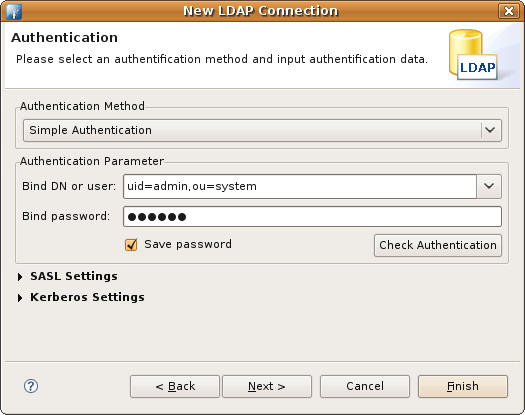 New LDAP Connection
Authentication
Please select an authentification method and input authentification data.
LDAP
Authentication Method
Simple Authentication
Authentication Parameter
Bind DN or user: uid=admin,ou=system
Bind password: ●●●●●●
Save password Check Authentication
SASL Settings
Kerberos Settings
? < Back Next > Cancel Finish